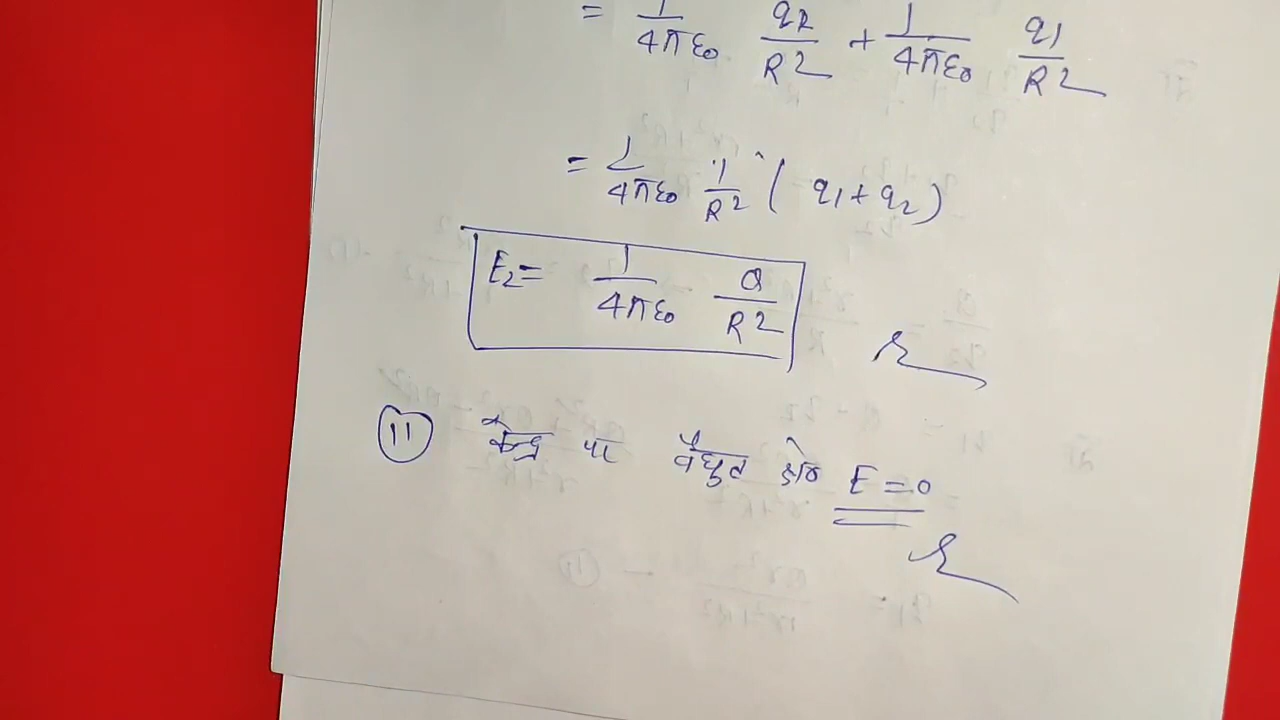 = 1/4πε0 q2/R2 + 1/4πε0 q1/R2
= 1/4πε0 1/R2 ( q1 + q2 )
E2 = 1/4πε0 Q/R2
11 केन्द्र पर वैधुत क्षेत्र E = 0